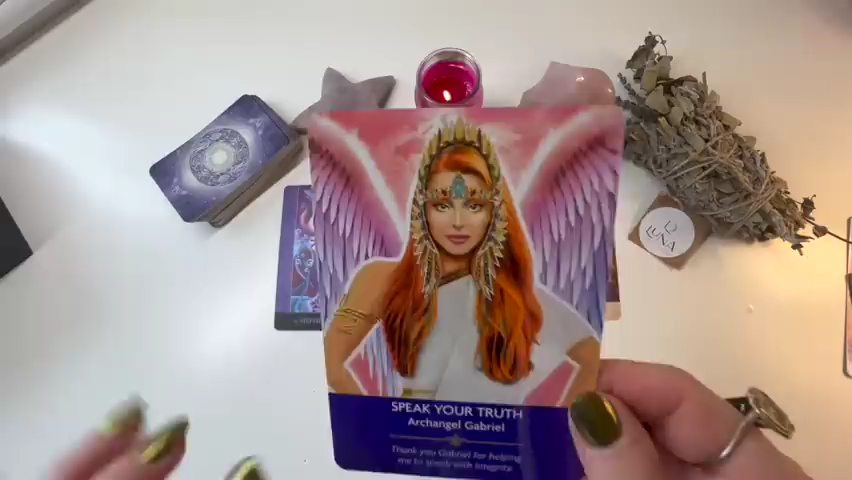 LUNA
SPEAK YOUR TRUTH
Archangel Gabriel
Thank you Gabriel for helping
me to speak with integrity